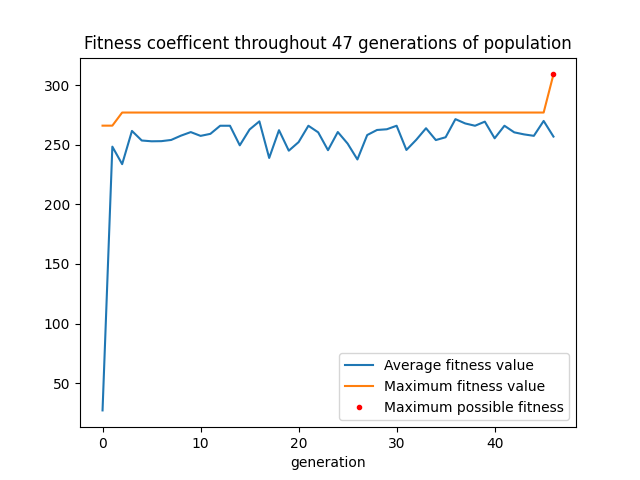 Fitness coefficent throughout 47 generations of population
300
250
200
150
100
50
0 10 20 30 40
generation
Average fitness value
Maximum fitness value
Maximum possible fitness